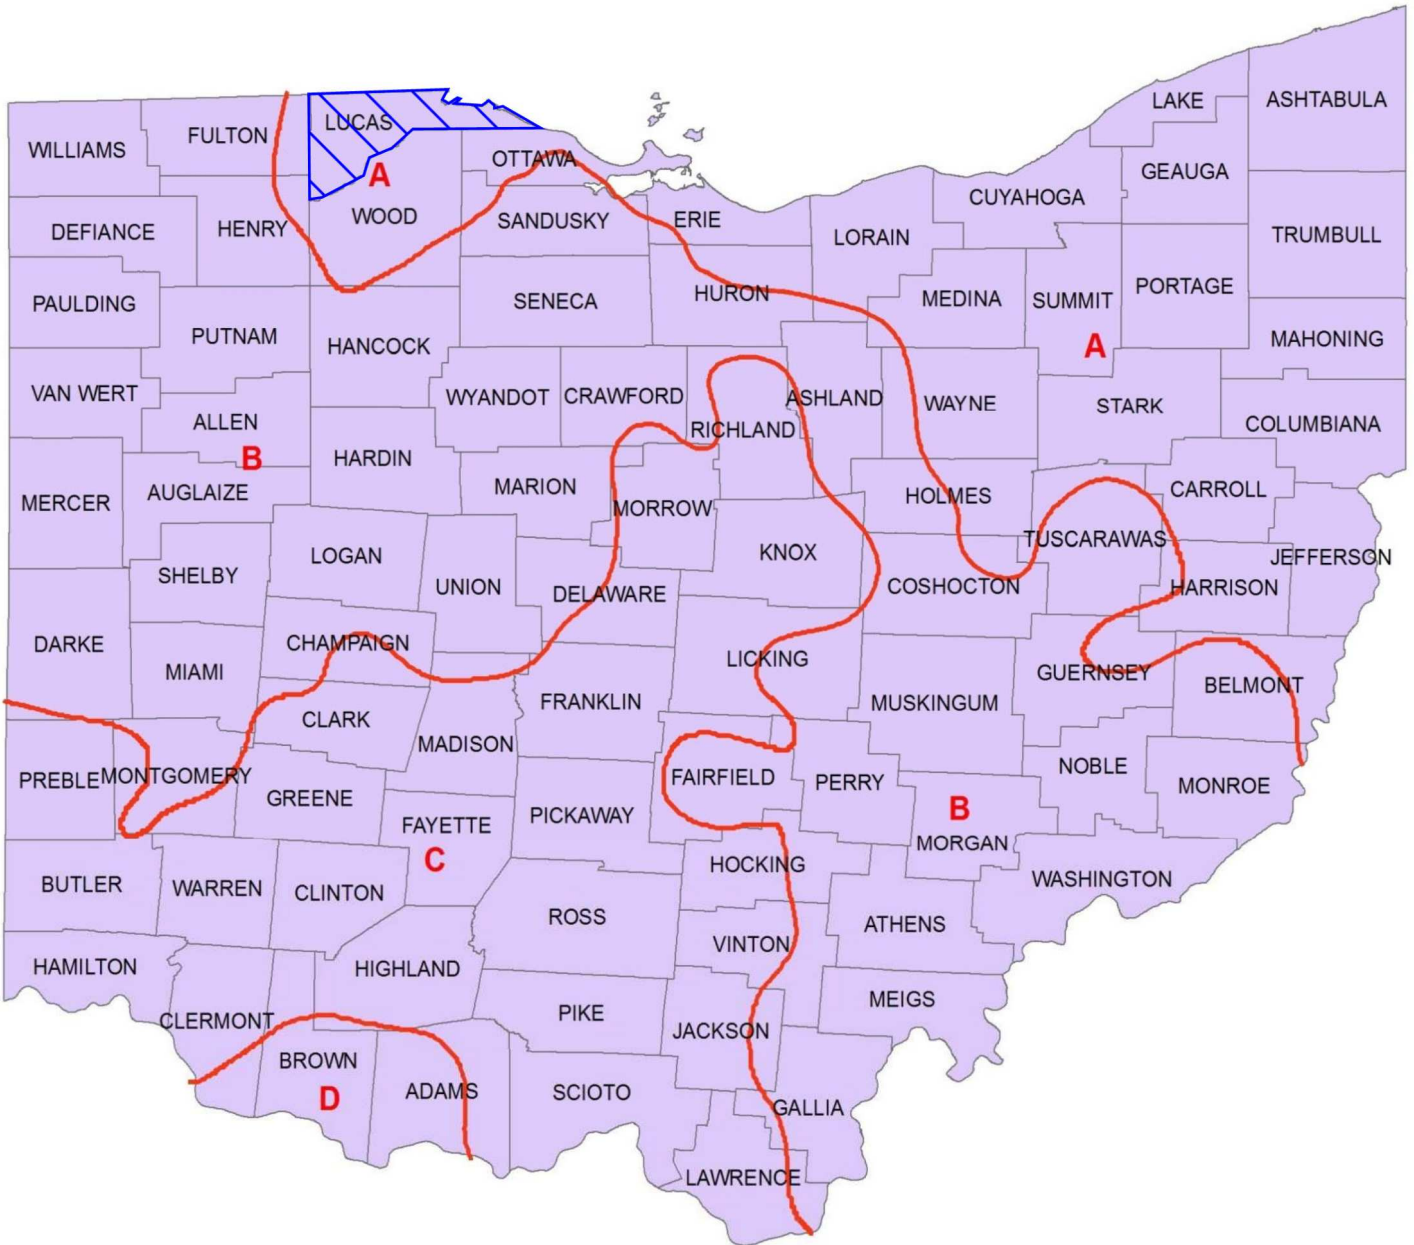 LAKE
ASHTABULA
LUCAS
FULTON
WILLIAMS
OTTAWA
GEAUGA
A
CUYAHOGA
WOOD
SANDUSKY
ERIE
HENRY
DEFIANCE
LORAIN
TRUMBULL
PORTAGE
PAULDING
SENECA
HURON
MEDINA
SUMMIT
PUTNAM
HANCOCK
A
MAHONING
VAN WERT
WYANDOT
CRAWFORD
ASHLAND
WAYNE
STARK
ALLEN
RICHLAND
COLUMBIANA
B
HARDIN
MERCER
AUGLAIZE
MARION
MORROW
HOLMES
CARROLL
TUSCARAWAS
LOGAN
KNOX
JEFFERSON
SHELBY
UNION
DELAWARE
COSHOCTON
HARRISON
DARKE
CHAMPAIGN
MIAMI
LICKING
GUERNSEY
BELMONT
FRANKLIN
MUSKINGUM
CLARK
MADISON
PREBLE
MONTGOMERY
FAIRFIELD
PERRY
NOBLE
MONROE
GREENE
PICKAWAY
B
FAYETTE
MORGAN
C
HOCKING
BUTLER
WARREN
CLINTON
WASHINGTON
ROSS
ATHENS
VINTON
HAMILTON
HIGHLAND
MEIGS
PIKE
CLERMONT
JACKSON
BROWN
ADAMS
SCIOTO
D
GALLIA
LAWRENCE